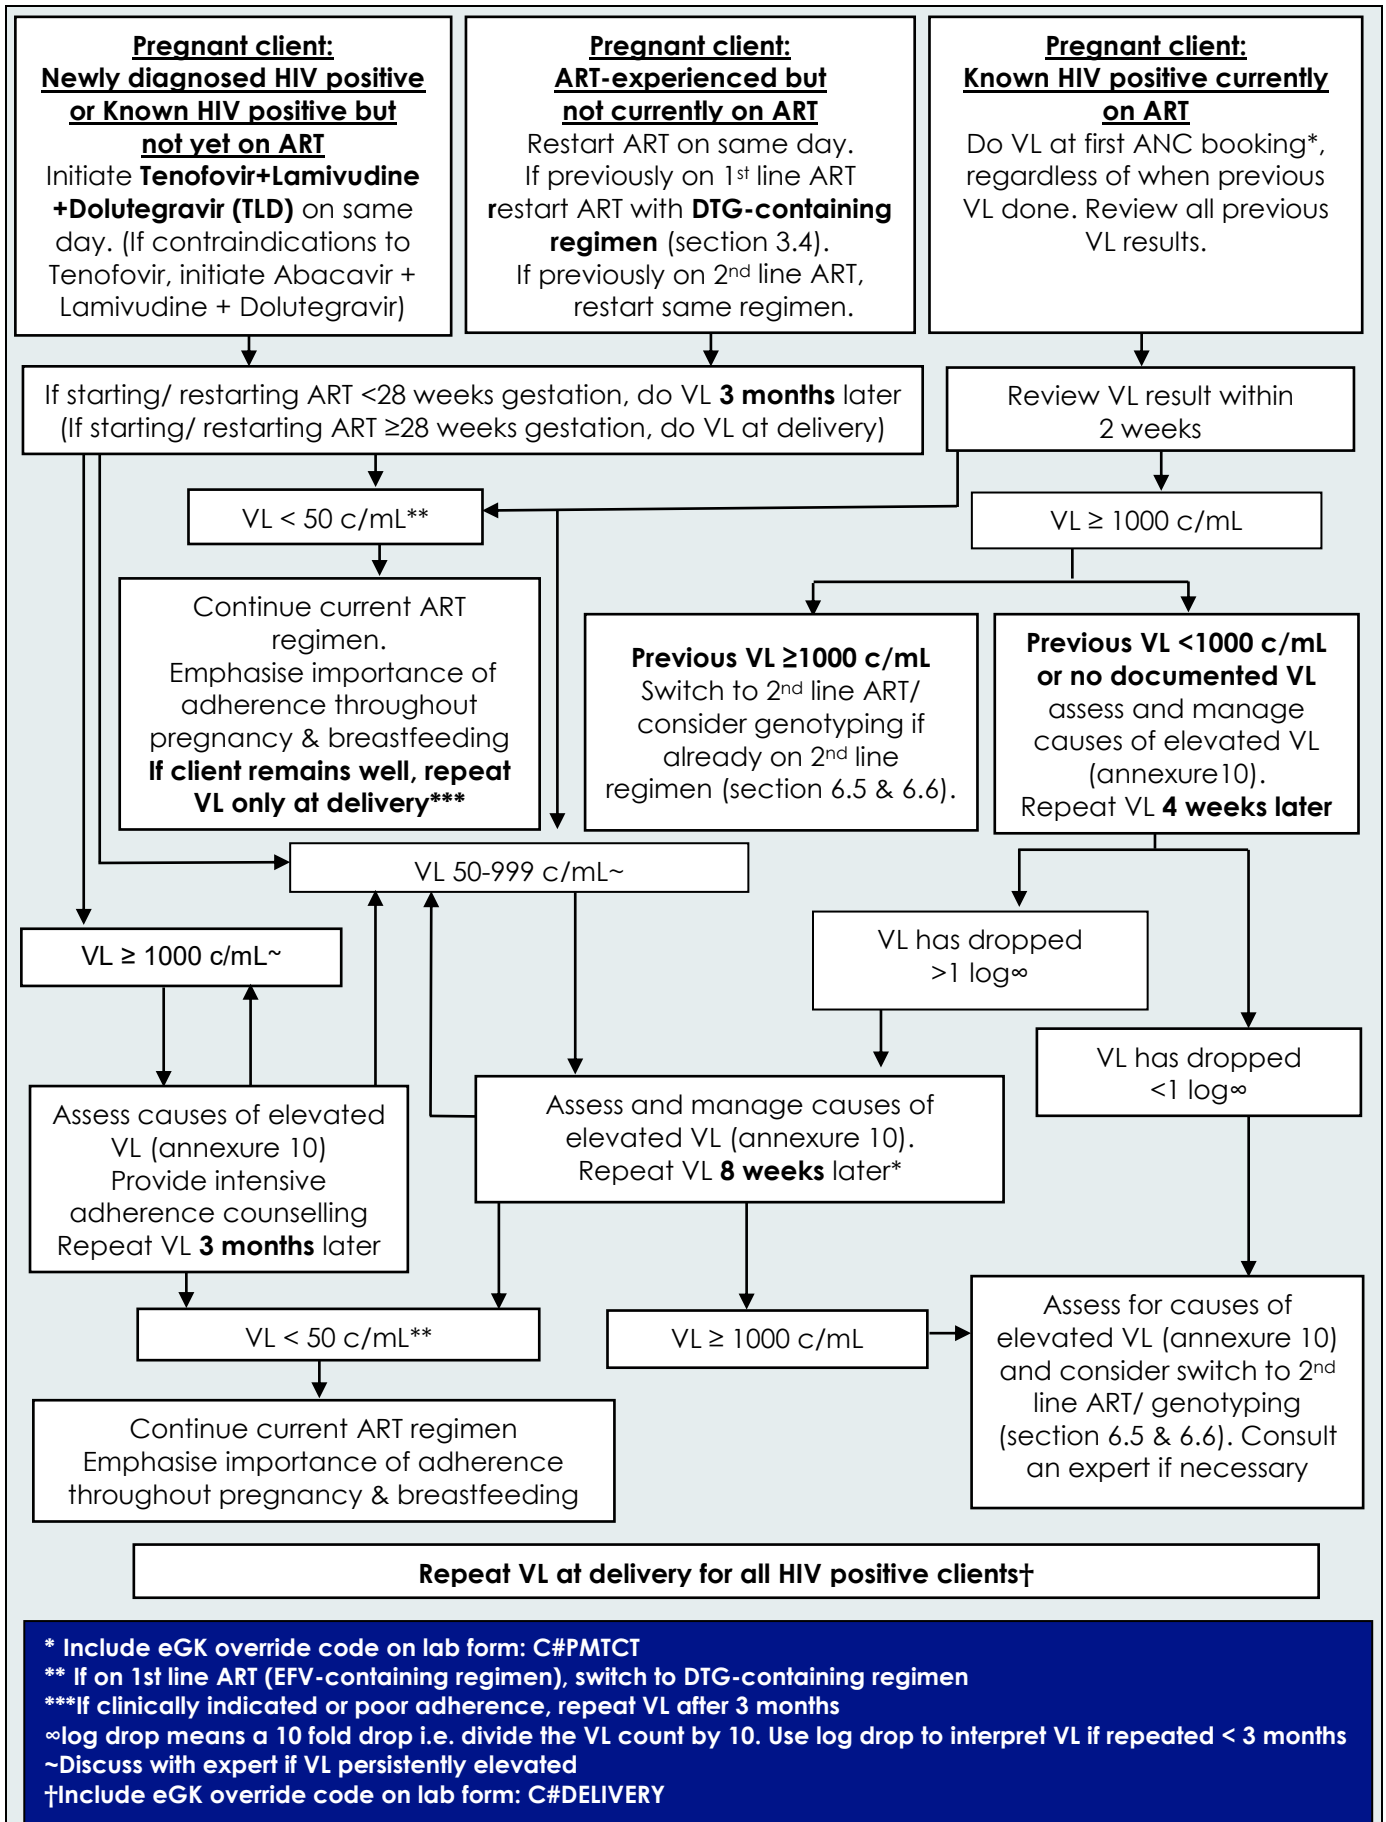 Pregnant client:
Newly diagnosed HIV positive
or Known HIV positive but
not yet on ART
Initiate Tenofovir+Lamivudine
+Dolutegravir (TLD) on same
day. (If contraindications to
Tenofovir, initiate Abacavir +
Lamivudine + Dolutegravir)
Pregnant client:
ART-experienced but
not currently on ART
Restart ART on same day.
If previously on 1st line ART
restart ART with DTG-containing
regimen (section 3.4).
If previously on 2nd line ART,
restart same regimen.
Pregnant client:
Known HIV positive currently
on ART
Do VL at first ANC booking*,
regardless of when previous
VL done. Review all previous
VL results.
If starting/ restarting ART <28 weeks gestation, do VL 3 months later
(If starting/ restarting ART ≥28 weeks gestation, do VL at delivery)
Review VL result within
2 weeks
VL < 50 c/mL**
VL ≥ 1000 c/mL
Continue current ART
regimen.
Emphasise importance of
adherence throughout
pregnancy & breastfeeding
If client remains well, repeat
VL only at delivery***
Previous VL ≥1000 c/mL
Switch to 2nd line ART/
consider genotyping if
already on 2nd line
regimen (section 6.5 & 6.6).
Previous VL <1000 c/mL
or no documented VL
assess and manage
causes of elevated VL
(annexure10).
Repeat VL 4 weeks later
VL 50-999 c/mL~
VL ≥ 1000 c/mL~
VL has dropped
>1 log∞
VL has dropped
<1 log∞
Assess causes of elevated
VL (annexure 10)
Provide intensive
adherence counselling
Repeat VL 3 months later
Assess and manage causes of
elevated VL (annexure 10).
Repeat VL 8 weeks later*
VL < 50 c/mL**
VL ≥ 1000 c/mL
Assess for causes of
elevated VL (annexure 10)
and consider switch to 2nd
line ART/ genotyping
(section 6.5 & 6.6). Consult
an expert if necessary
Continue current ART regimen
Emphasise importance of adherence
throughout pregnancy & breastfeeding
Repeat VL at delivery for all HIV positive clients†
* Include eGK override code on lab form: C#PMTCT
** If on 1st line ART (EFV-containing regimen), switch to DTG-containing regimen
***If clinically indicated or poor adherence, repeat VL after 3 months
∞log drop means a 10 fold drop i.e. divide the VL count by 10. Use log drop to interpret VL if repeated < 3 months
~Discuss with expert if VL persistently elevated
†Include eGK override code on lab form: C#DELIVERY